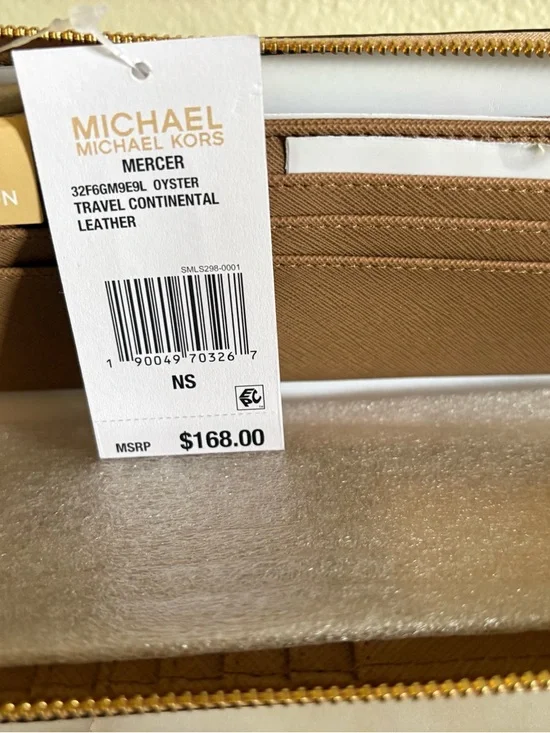 MICHAEL
MICHAEL KORS
MERCER
32F6GM9E9L OYSTER
TRAVEL CONTINENTAL
LEATHER
SMLS298-0001
1 90049 70326 7
NS
MSRP $168.00
N